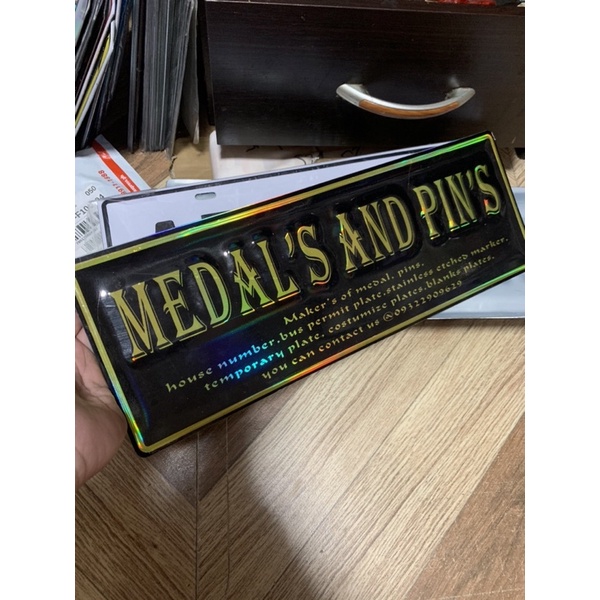 MEDAL'S AND PIN'S
Maker's of medal, pins.
house number.bus permit plate.stainless etched marker.
temporary plate, costumize plates.blanks plates.
you can contact us @09322909629